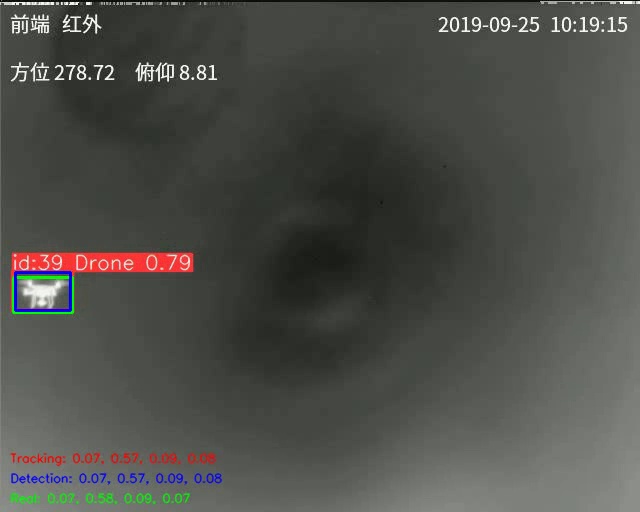 前端 红外 2019-09-25 10:19:15
方位 278.72 俯仰 8.81
id:39 Drone 0.79
Tracking: 0.07, 0.57, 0.09, 0.08
Detection: 0.07, 0.57, 0.09, 0.08
Real: 0.07, 0.58, 0.09, 0.07